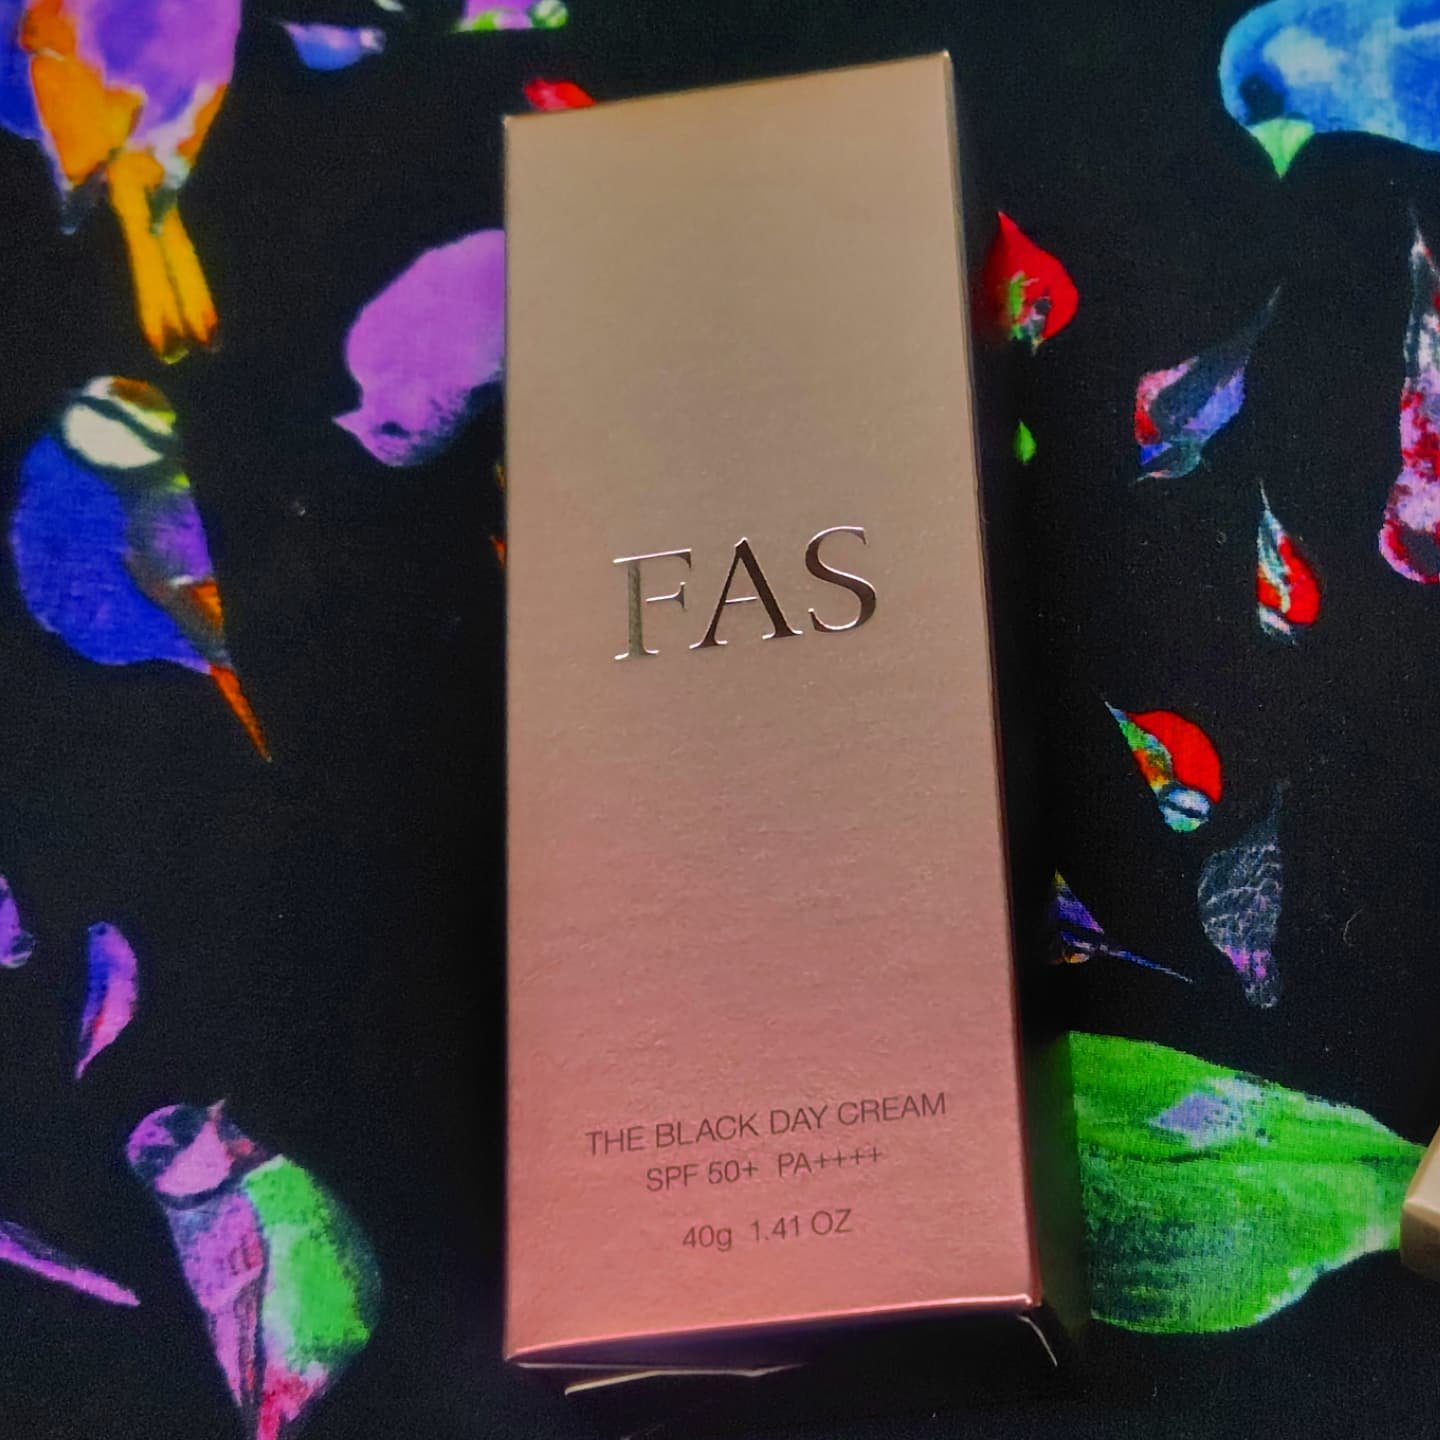 FAS
THE BLACK DAY CREAM
SPF 50+ PA++++
40g 1.41 OZ